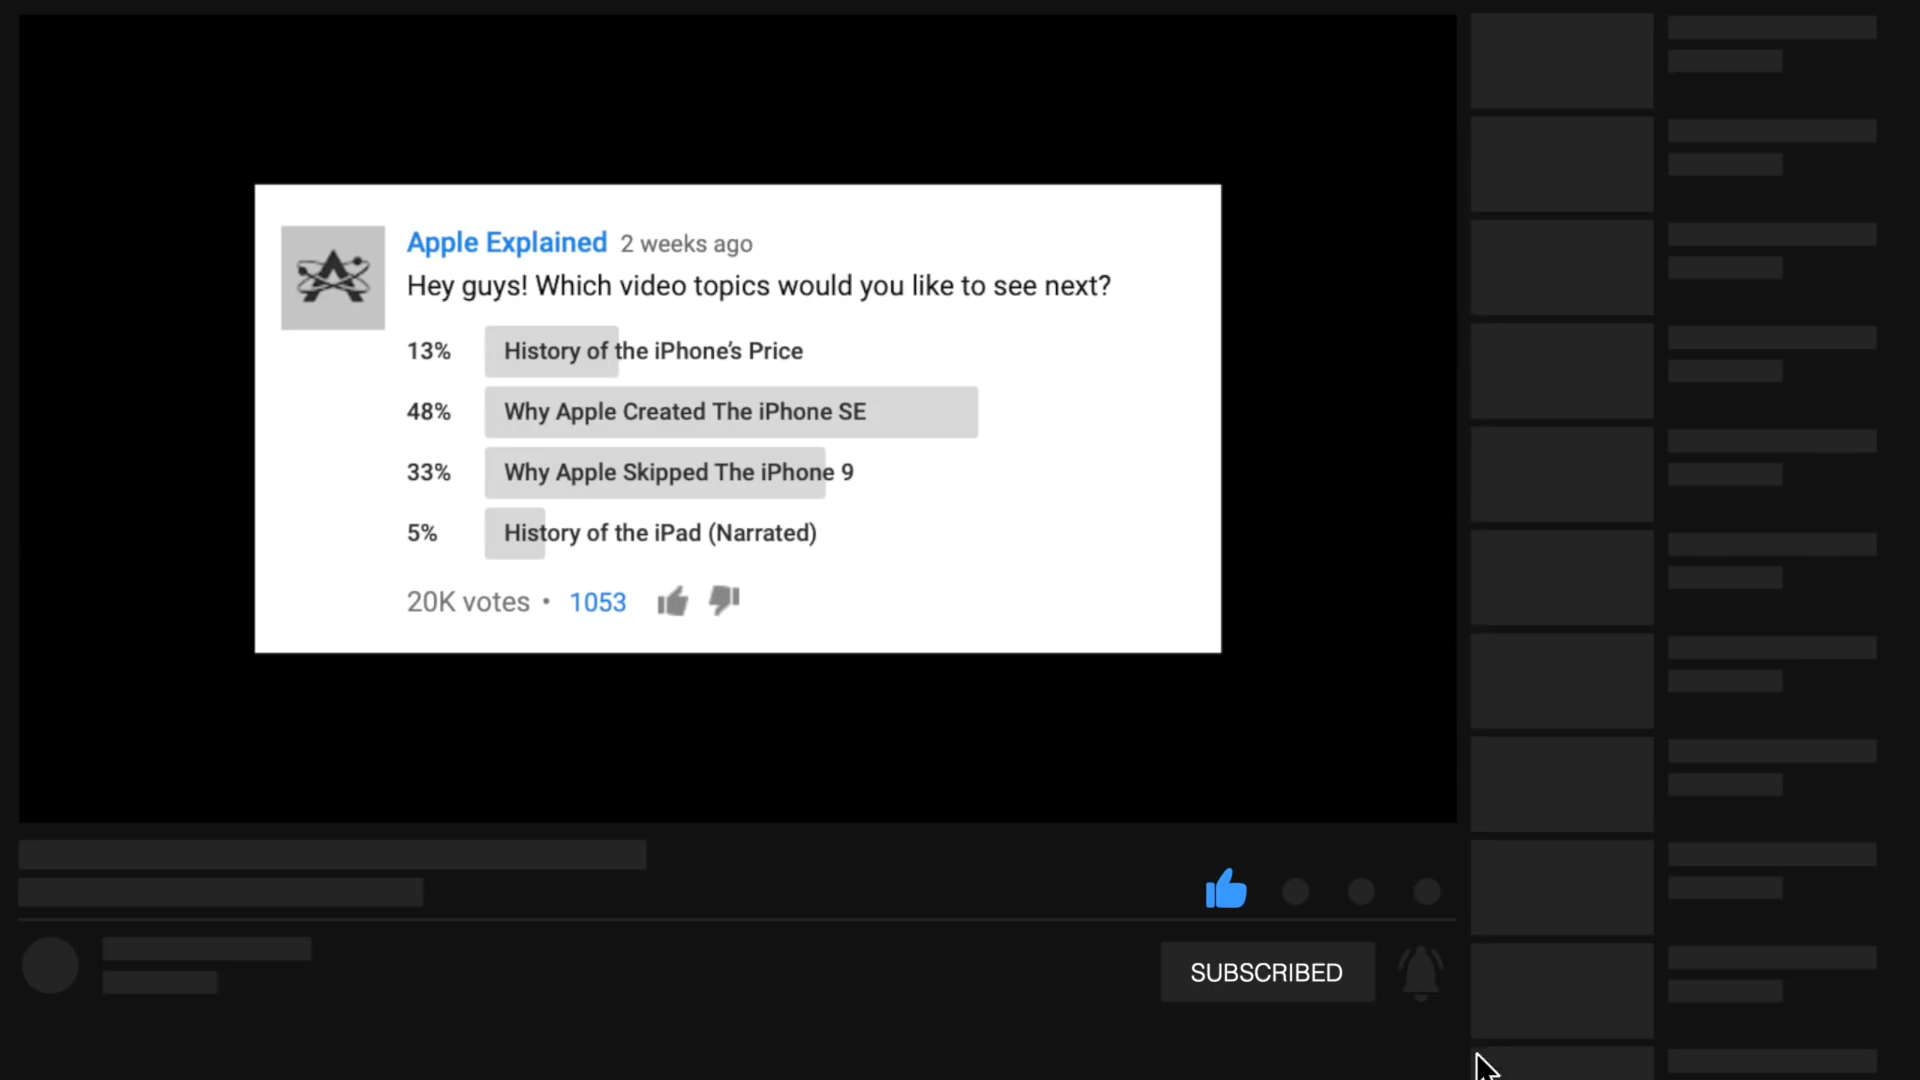 Apple Explained 2 weeks ago
Hey guys! Which video topics would you like to see next?
13% History of the iPhone’s Price
48% Why Apple Created The iPhone SE
33% Why Apple Skipped The iPhone 9
5% History of the iPad (Narrated)
20K votes • 1053
SUBSCRIBED